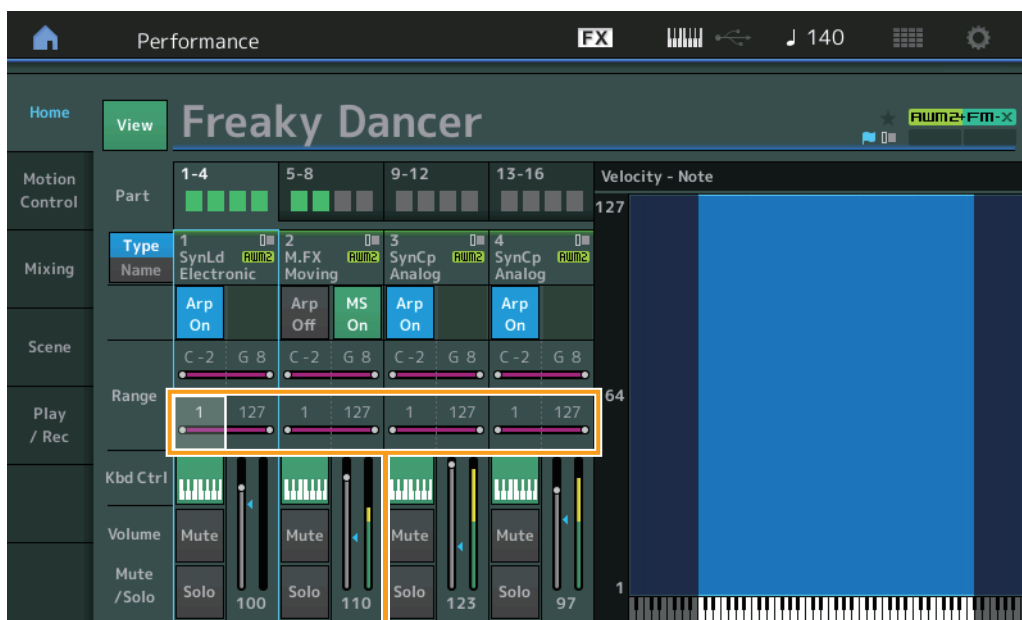 Performance
FX
♩ 140
Home
View
Freaky Dancer
AWM2+FM-X
Motion
Control
Part
1-4
5-8
9-12
13-16
Velocity - Note
127
Type
Name
1
SynLd AWM2
Electronic
2
M.FX AWM2
Moving
3
SynCp AWM2
Analog
4
SynCp AWM2
Analog
Mixing
Arp
On
Arp
Off
MS
On
Arp
On
Arp
On
Scene
C -2 G 8 C -2 G 8 C -2 G 8 C -2 G 8
Range
64
1 127 1 127 1 127 1 127
Play
/ Rec
Kbd Ctrl
Volume
Mute Mute Mute Mute
Mute
/Solo
Solo 100 Solo 110 Solo 123 Solo 97
1